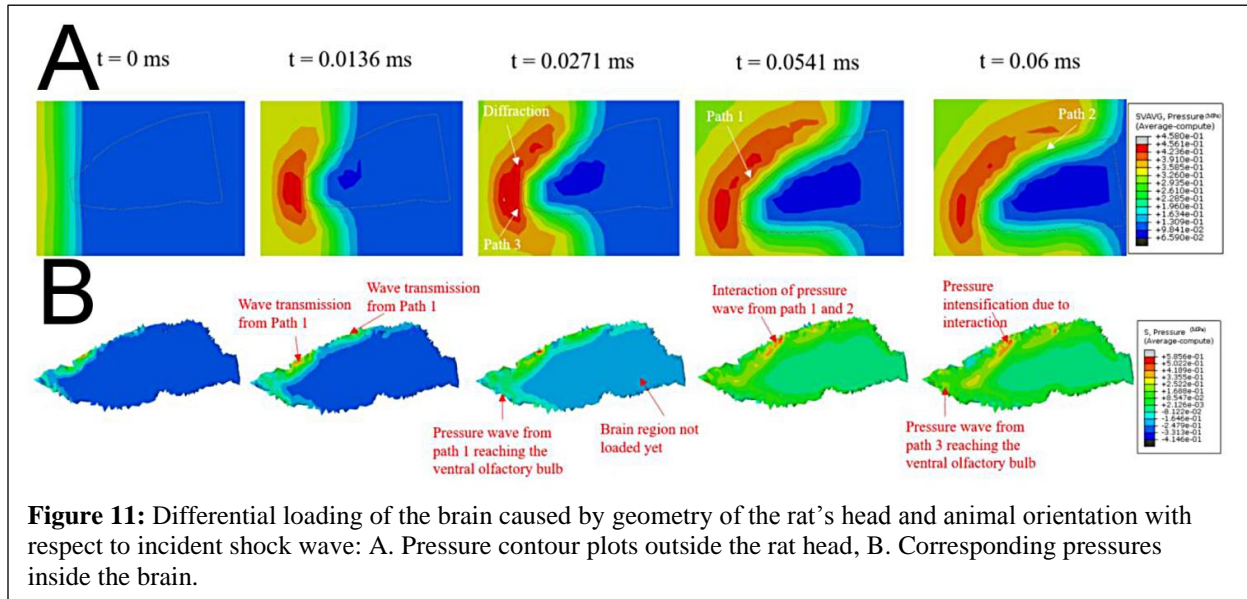 A
t = 0 ms
t = 0.0136 ms
t = 0.0271 ms
t = 0.0541 ms
t = 0.06 ms
Diffraction
Path 3
Path 1
Path 2
SVAVG, Pressure (MPa)
(Average-compute)
+4.580e-01
+4.561e-01
+4.236e-01
+3.910e-01
+3.585e-01
+3.260e-01
+2.935e-01
+2.610e-01
+2.285e-01
+1.960e-01
+1.634e-01
+1.309e-01
+9.841e-02
+6.590e-02
B
Wave transmission
from Path 1
Wave transmission
from Path 1
Pressure wave from
path 1 reaching the
ventral olfactory bulb
Brain region not
loaded yet
Interaction of pressure
wave from path 1 and 2
Pressure
intensification due to
interaction
Pressure wave from
path 3 reaching the
ventral olfactory bulb
S, Pressure (MPa)
(Average-compute)
+5.856e-01
+5.022e-01
+4.189e-01
+3.355e-01
+2.522e-01
+1.688e-01
+8.547e-02
+2.126e-03
-8.122e-02
-1.646e-01
-2.479e-01
-3.313e-01
-4.146e-01
Figure 11: Differential loading of the brain caused by geometry of the rat's head and animal orientation with
respect to incident shock wave: A. Pressure contour plots outside the rat head, B. Corresponding pressures
inside the brain.